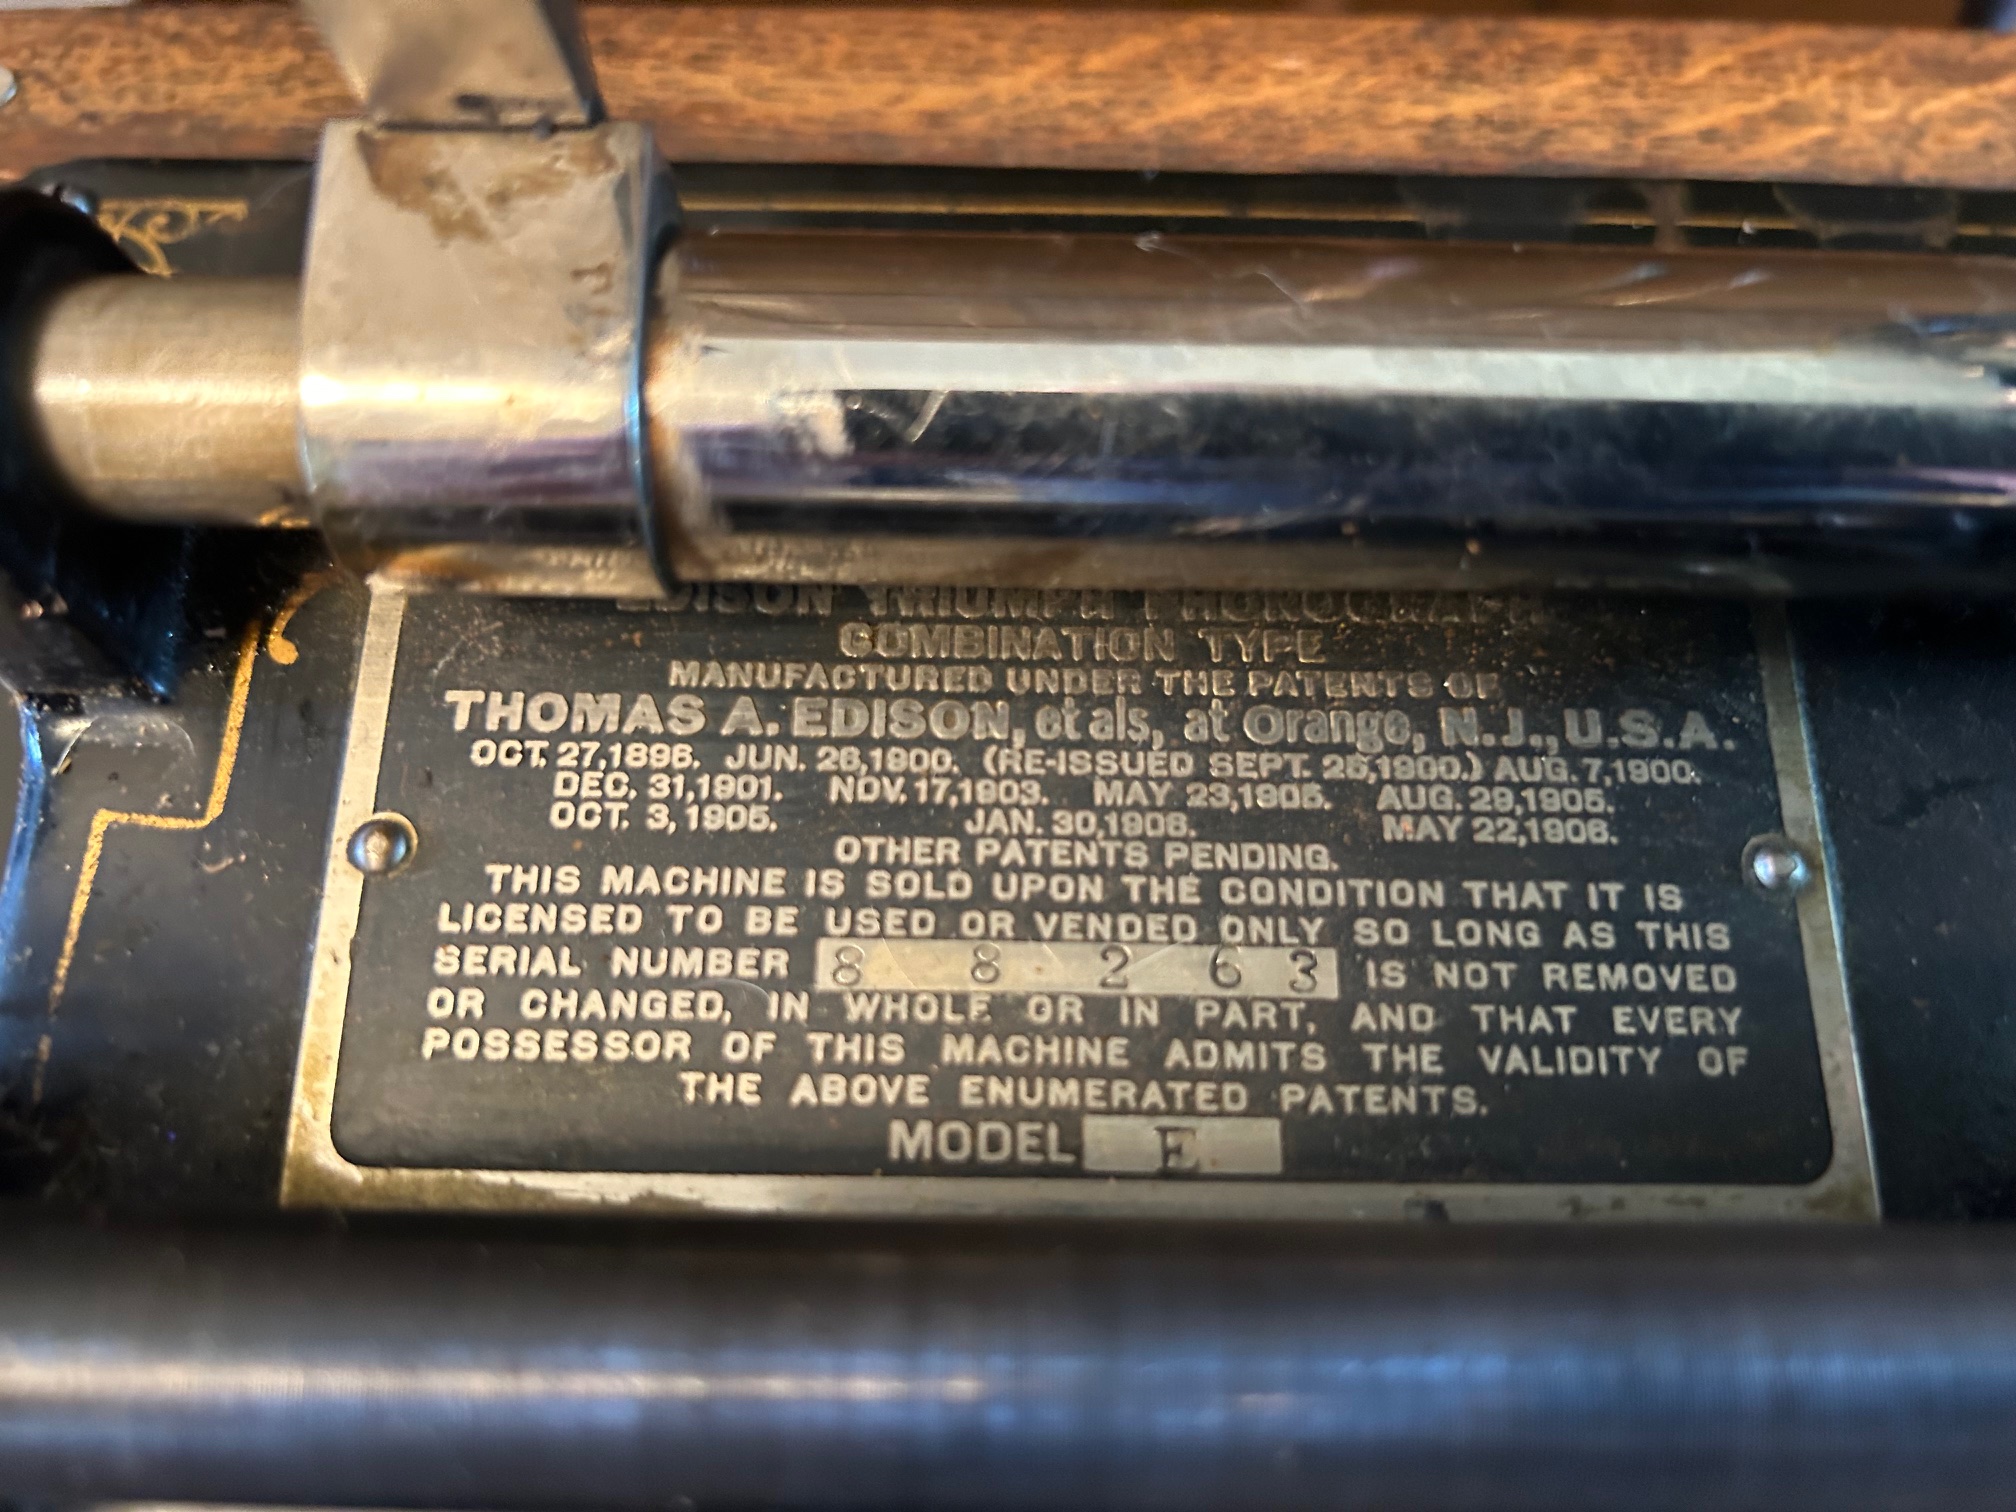 EDISON TRIUMPH PHONOGRAPH
COMBINATION TYPE
MANUFACTURED UNDER THE PATENTS OF
THOMAS A. EDISON, et als, at Orange, N.J., U.S.A.
OCT. 27,1896. JUN. 26,1900. (RE-ISSUED SEPT. 25,1900.) AUG. 7,1900.
DEC. 31,1901. NOV. 17,1903. MAY 23,1905. AUG. 29,1905.
OCT. 3, 1905. JAN. 30,1906. MAY 22,1906.
OTHER PATENTS PENDING.
THIS MACHINE IS SOLD UPON THE CONDITION THAT IT IS
LICENSED TO BE USED OR VENDED ONLY SO LONG AS THIS
SERIAL NUMBER 8 8 2 6 3 IS NOT REMOVED
OR CHANGED, IN WHOLE OR IN PART, AND THAT EVERY
POSSESSOR OF THIS MACHINE ADMITS THE VALIDITY OF
THE ABOVE ENUMERATED PATENTS.
MODEL E